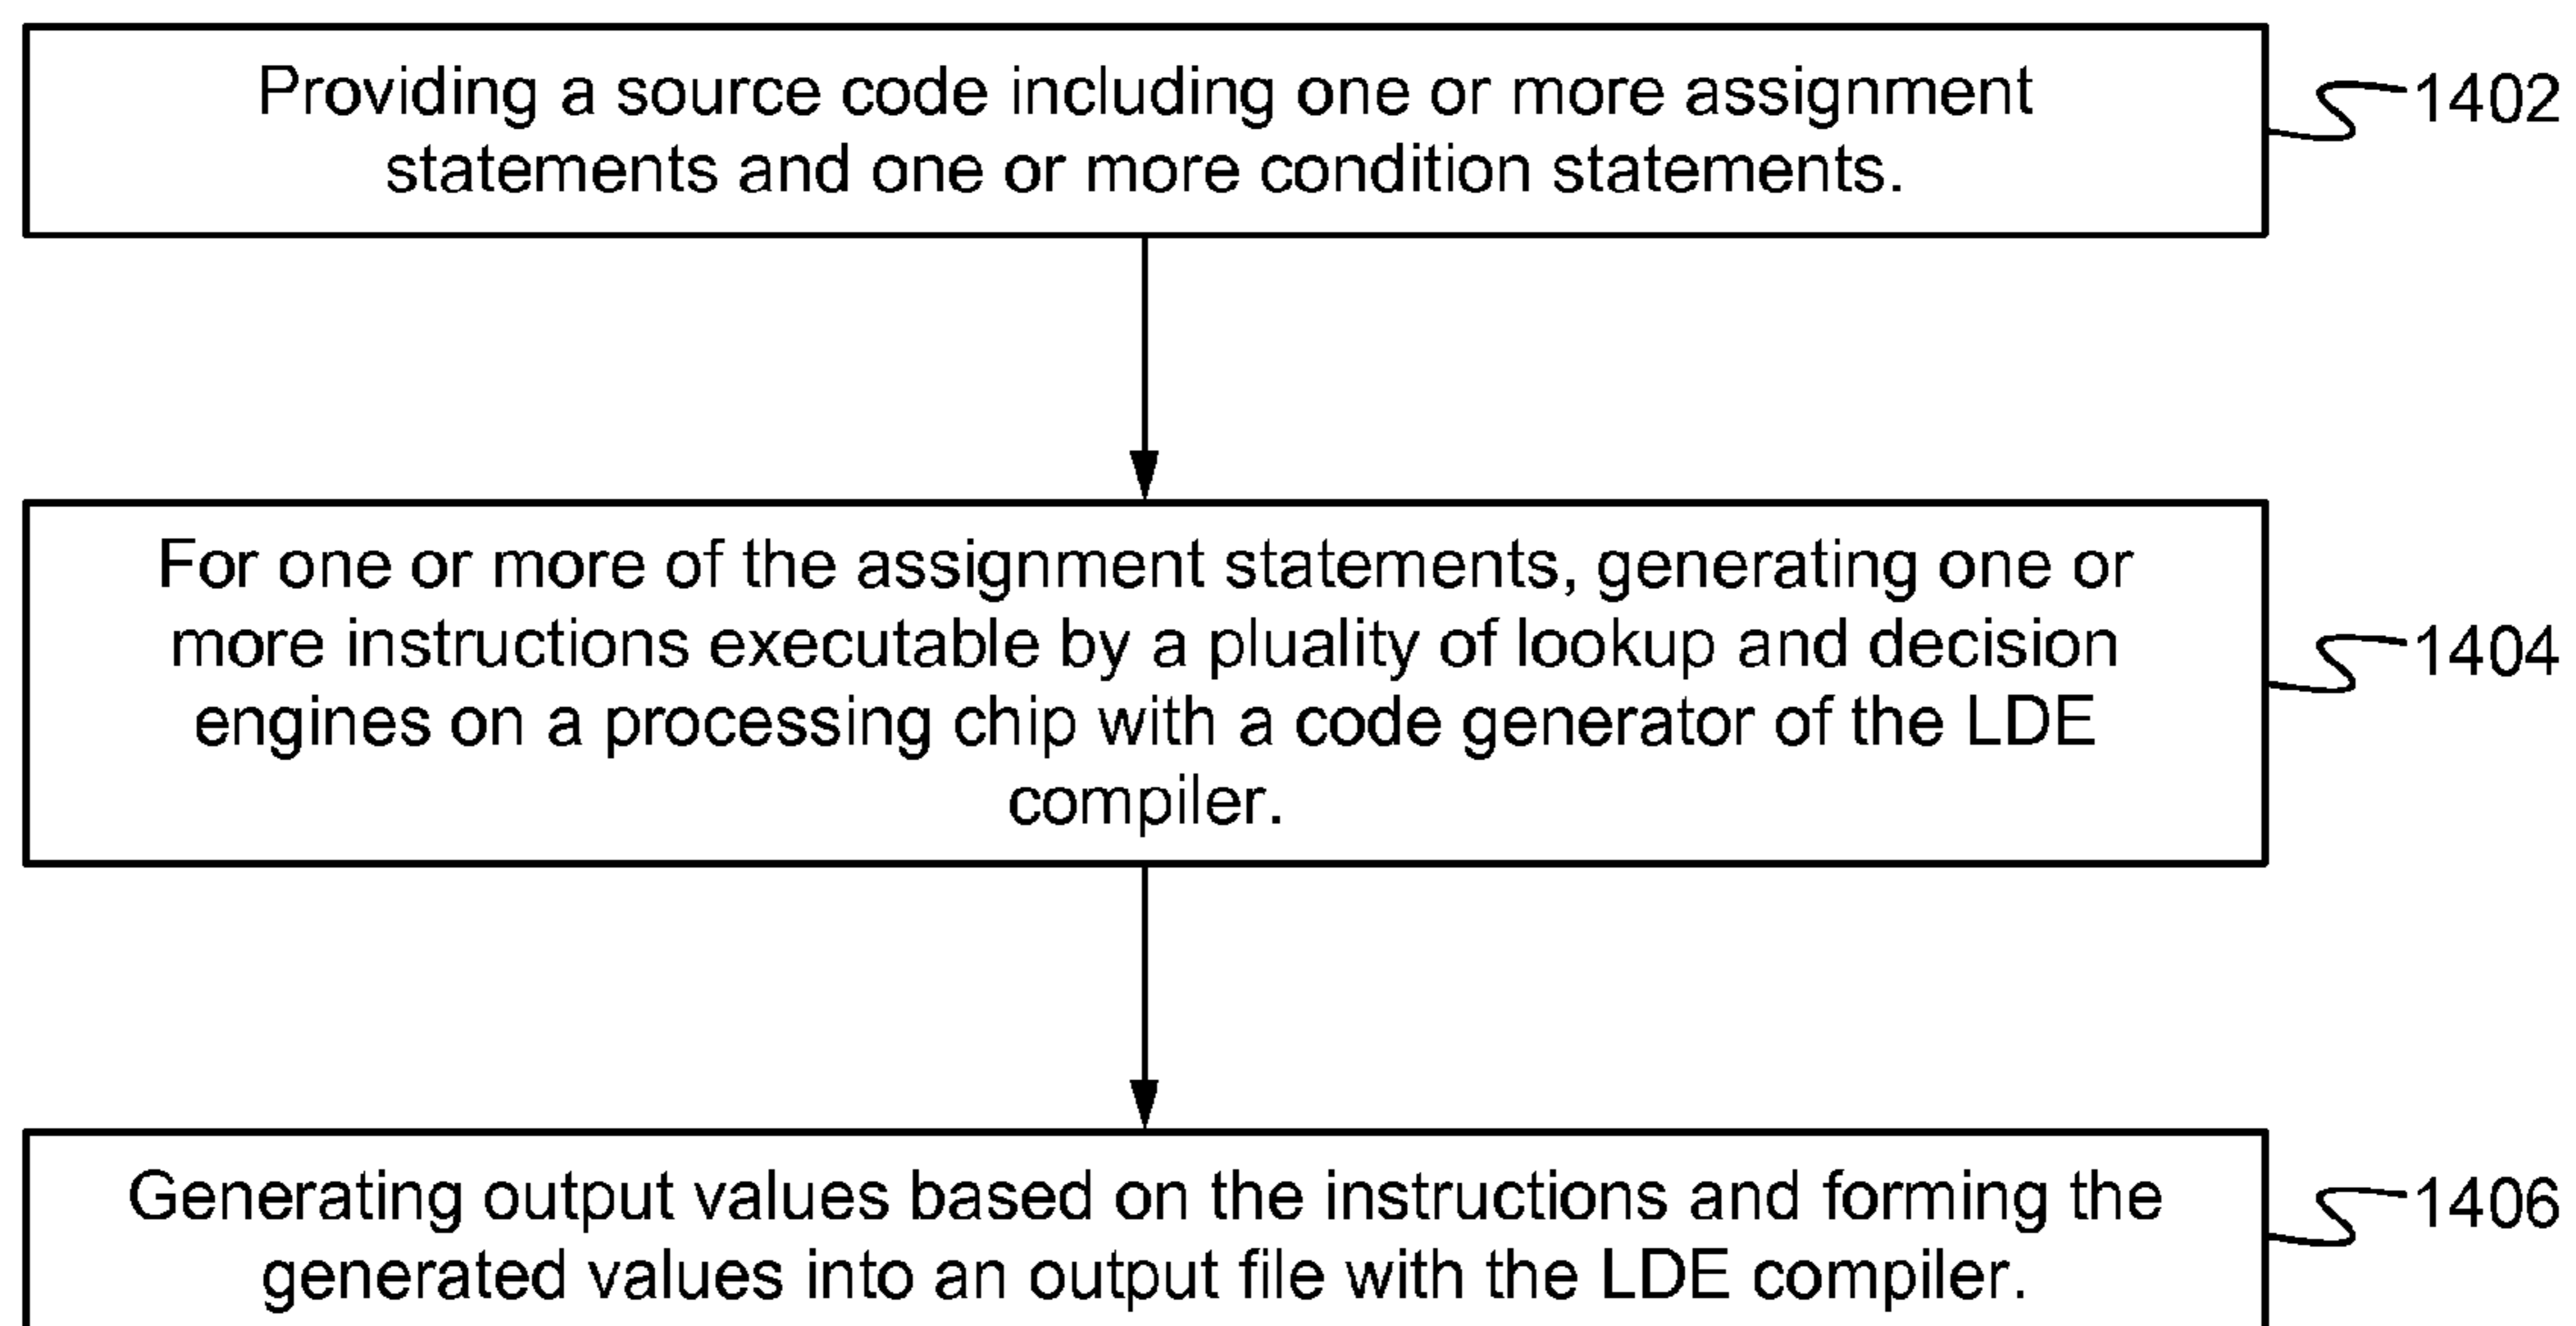 Providing a source code including one or more assignment
statements and one or more condition statements.
1402
For one or more of the assignment statements, generating one or
more instructions executable by a pluality of lookup and decision
engines on a processing chip with a code generator of the LDE
compiler.
1404
Generating output values based on the instructions and forming the
generated values into an output file with the LDE compiler.
1406